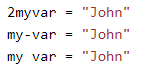 2myvar = "John"
my-var = "John"
my var = "John"